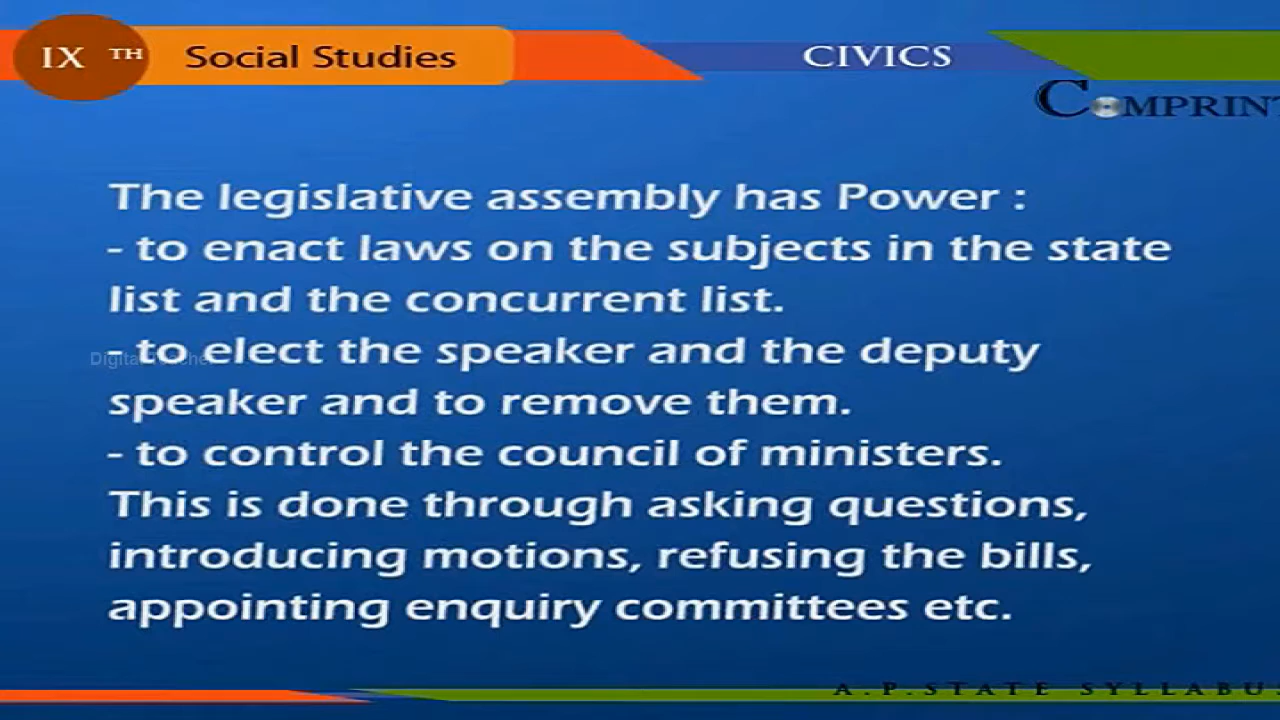 IX TH Social Studies CIVICS
COMPRINT
The legislative assembly has Power :
- to enact laws on the subjects in the state
list and the concurrent list.
- to elect the speaker and the deputy
speaker and to remove them.
- to control the council of ministers.
This is done through asking questions,
introducing motions, refusing the bills,
appointing enquiry committees etc.
A.P.STATE SYLLABUS